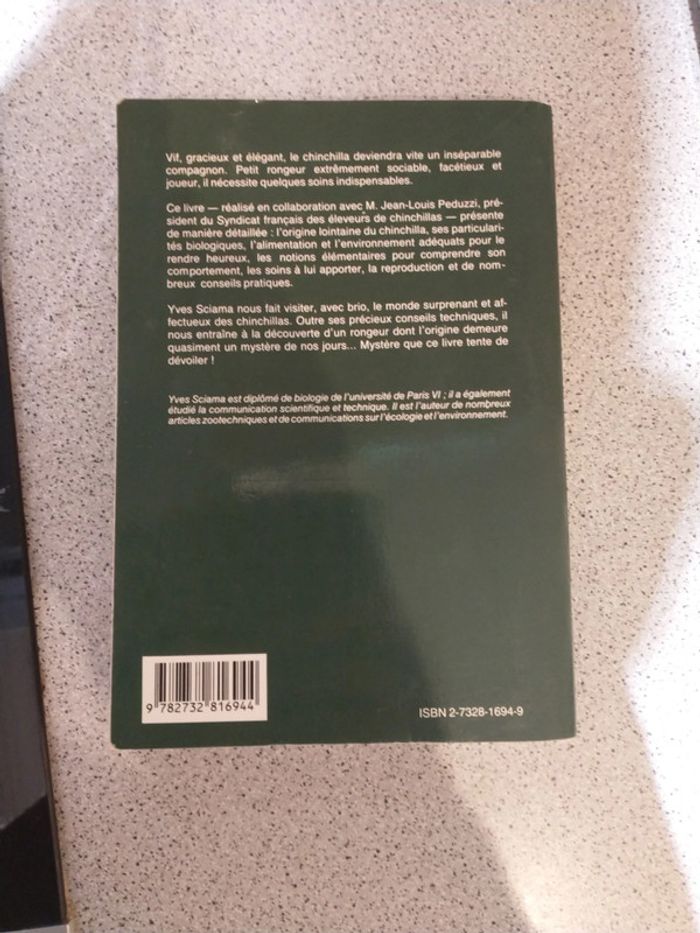 Vif, gracieux et élégant, le chinchilla deviendra vite un inséparable
compagnon. Petit rongeur extrêmement sociable, facétieux et
joueur, il nécessite quelques soins indispensables.
Ce livre — réalisé en collaboration avec M. Jean-Louis Peduzzi, pré-
sident du Syndicat français des éleveurs de chinchillas — présente
de manière détaillée : l'origine lointaine du chinchilla, ses particulari-
tés biologiques, l'alimentation et l'environnement adéquats pour le
rendre heureux, les notions élémentaires pour comprendre son
comportement, les soins à lui apporter, la reproduction et de nom-
breux conseils pratiques.
Yves Sciama nous fait visiter, avec brio, le monde surprenant et af-
fectueux des chinchillas. Outre ses précieux conseils techniques, il
nous entraîne à la découverte d'un rongeur dont l'origine demeure
quasiment un mystère de nos jours... Mystère que ce livre tente de
dévoiler !
Yves Sciama est diplômé de biologie de l'université de Paris VI ; il a également
étudié la communication scientifique et technique. Il est l'auteur de nombreux
articles zootechniques et de communications sur l'écologie et l'environnement.
9 782732 816944
ISBN 2-7328-1694-9